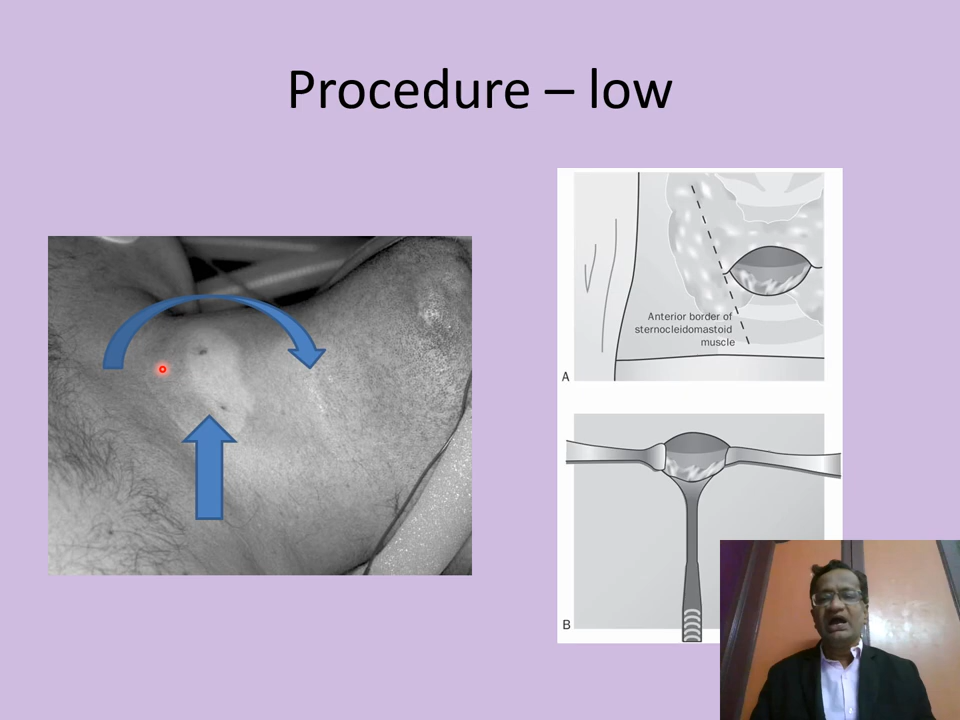 Procedure – low
Anterior border of
sternocleidomastoid
muscle
A
B